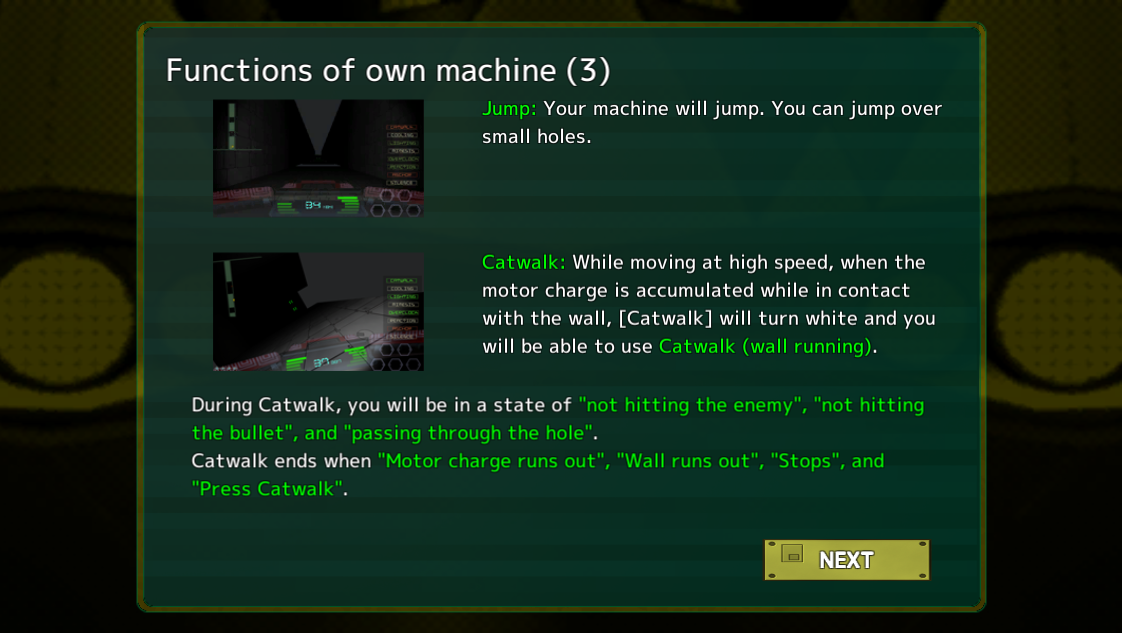 Functions of own machine (3)
Jump: Your machine will jump. You can jump over
small holes.
34
Catwalk: While moving at high speed, when the
motor charge is accumulated while in contact
with the wall, [Catwalk] will turn white and you
will be able to use Catwalk (wall running).
During Catwalk, you will be in a state of "not hitting the enemy", "not hitting
the bullet", and "passing through the hole".
Catwalk ends when "Motor charge runs out", "Wall runs out", "Stops", and
"Press Catwalk".
NEXT